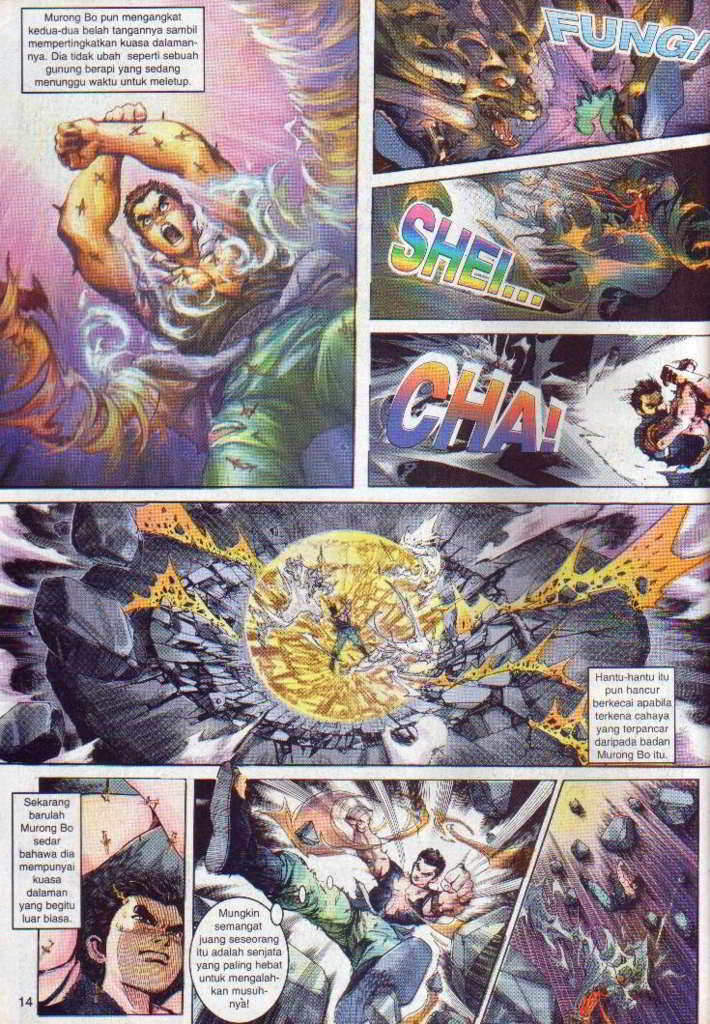 Murong Bo pun mengangkat
kedua-dua belah tangannya sambil
mempertingkatkan kuasa dalaman-
nya. Dia tidak ubah seperti sebuah
gunung berapi yang sedang
menunggu waktu untuk meletup.
FUNG!
SHEI...
CHA!
Hantu-hantu itu
pun hancur
berkecai apabila
terkena cahaya
yang terpancar
daripada badan
Murong Bo itu.
Sekarang
barulah
Murong Bo
sedar
bahawa dia
mempunyai
kuasa
dalaman
yang begitu
luar biasa.
Mungkin
semangat
juang seseorang
itu adalah senjata
yang paling hebat
untuk mengalah-
kan musuh-
nya!
14